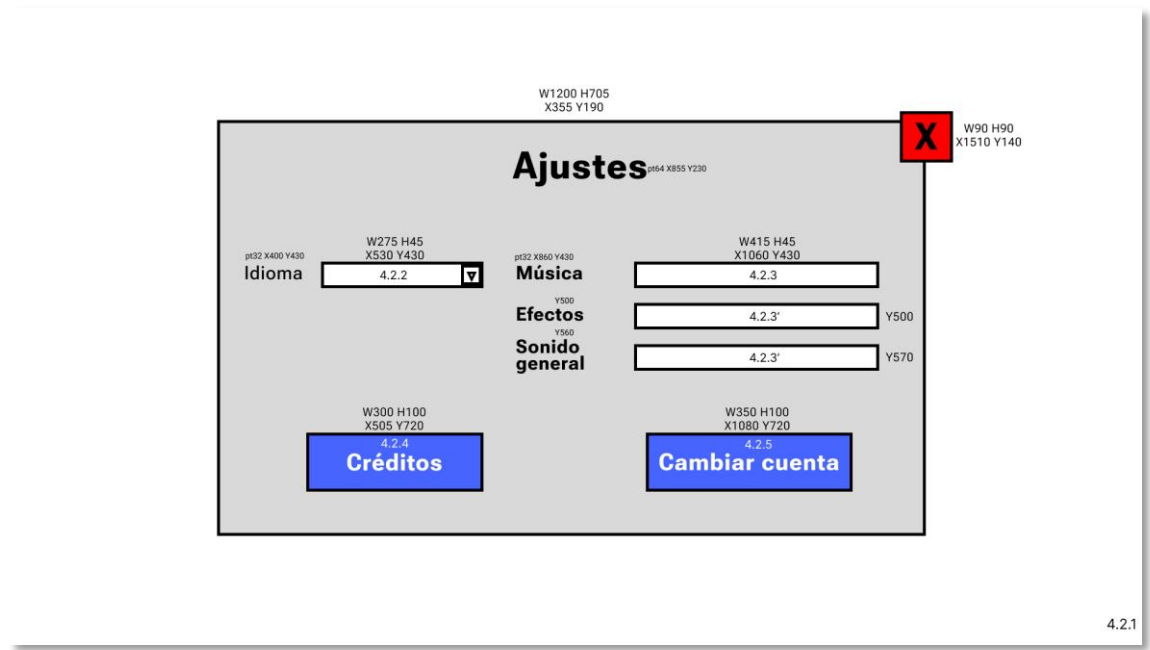 W1200 H705
X355 Y190
X
W90 H90
X1510 Y140
Ajustes pt64 X855 Y230
W275 H45
X530 Y430
W415 H45
X1060 Y430
pt32 X400 Y430
Idioma
4.2.2
pt32 X860 Y430
Música
4.2.3
Y500
Efectos
4.2.3'
Y500
Y560
Sonido
general
4.2.3'
Y570
W300 H100
X505 Y720
4.2.4
Créditos
W350 H100
X1080 Y720
4.2.5
Cambiar cuenta
4.2.1